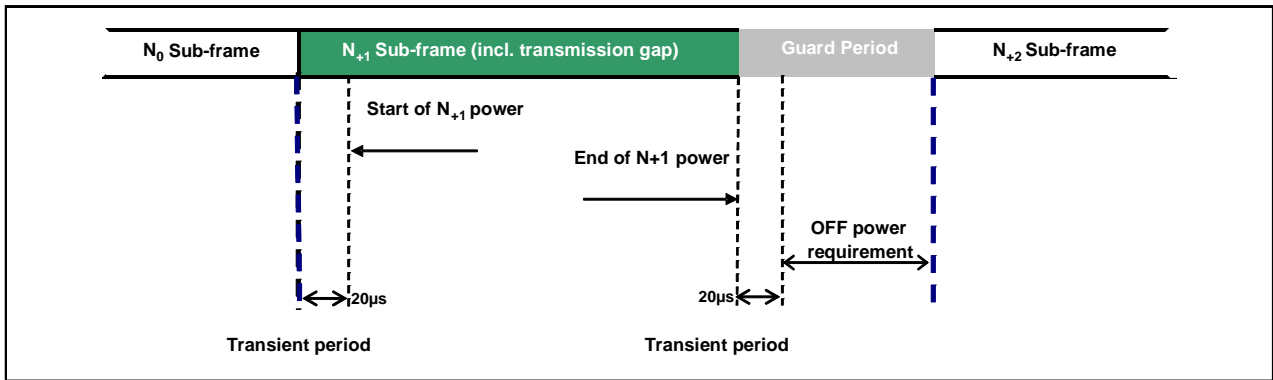 N0 Sub-frame
N+1 Sub-frame (incl. transmission gap)
Guard Period
N+2 Sub-frame
Start of N+1 power
End of N+1 power
OFF power
requirement
20µs
20µs
Transient period
Transient period